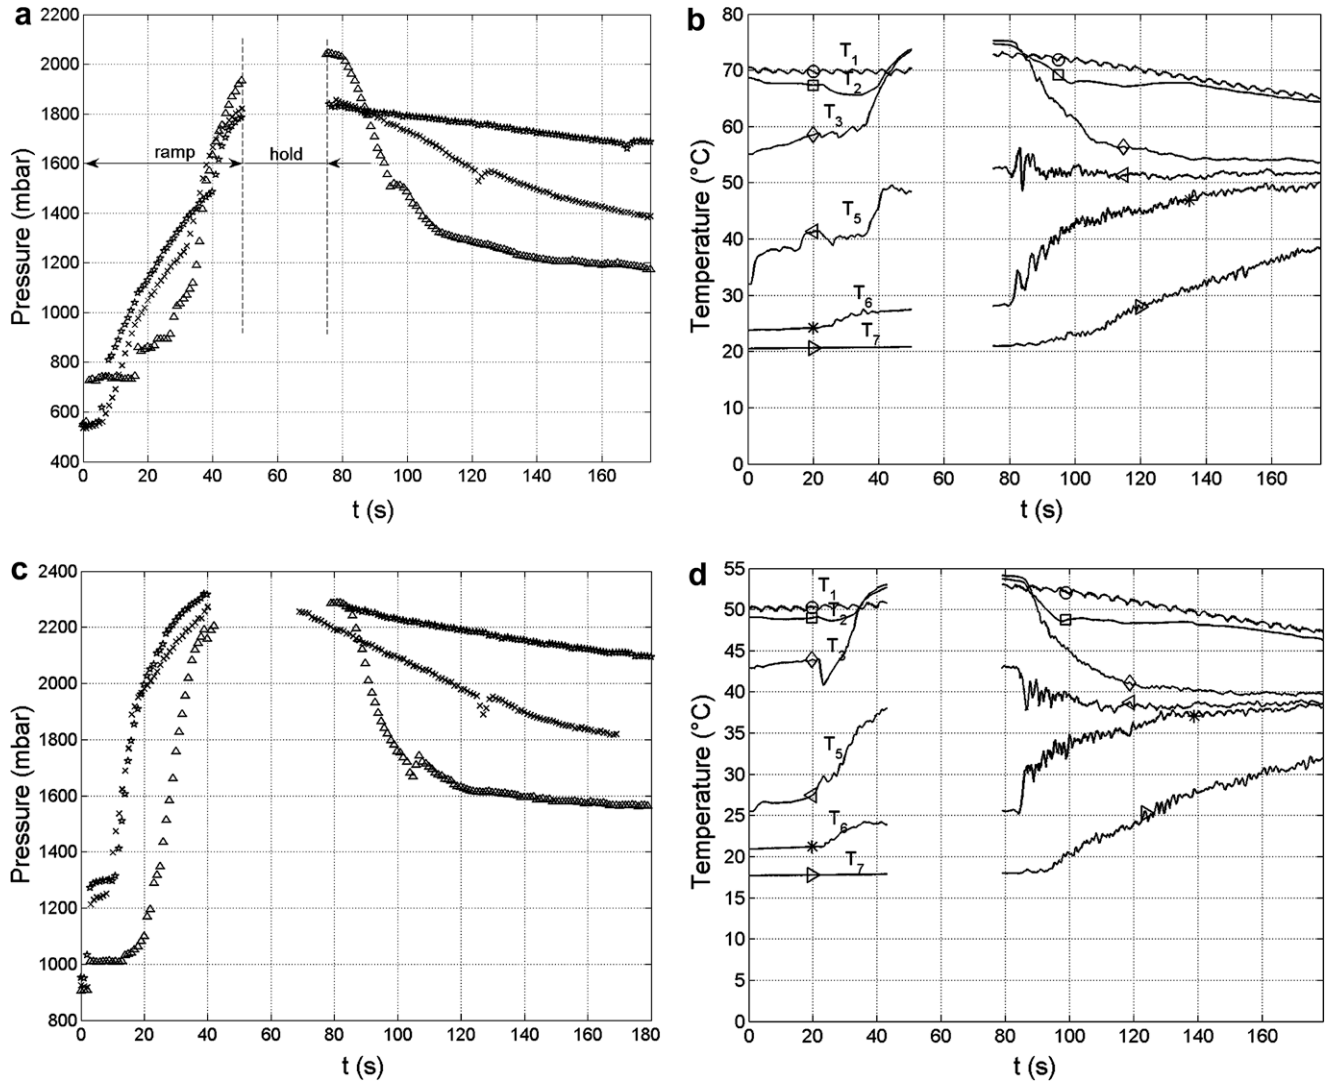 a
2200
2000
1800
1600
1400
1200
1000
800
600
400
0
20
40
60
80
100
120
140
160
Pressure (mbar)
t (s)
ramp
hold
b
80
70
60
50
40
30
20
10
0
0
20
40
60
80
100
120
140
160
Temperature (°C)
t (s)
T1
T2
T3
T5
T6
T7
c
2400
2200
2000
1800
1600
1400
1200
1000
800
0
20
40
60
80
100
120
140
160
180
Pressure (mbar)
t (s)
d
55
50
45
40
35
30
25
20
15
10
5
0
0
20
40
60
80
100
120
140
160
Temperature (°C)
t (s)
T1
T2
T3
T5
T6
T7